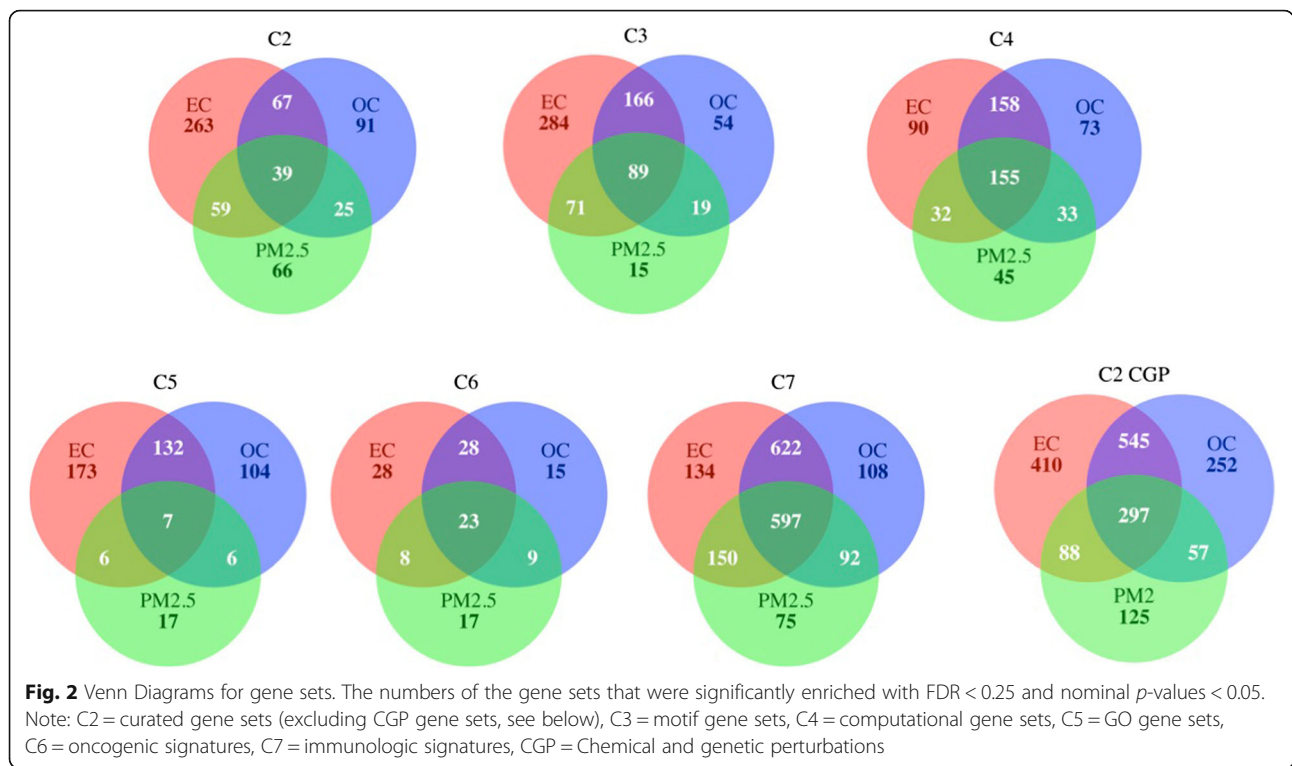 C2
EC
263
67
OC
91
39
59
25
PM2.5
66
C3
EC
284
166
OC
54
89
71
19
PM2.5
15
C4
EC
90
158
OC
73
155
32
33
PM2.5
45
C5
EC
173
132
OC
104
7
6
6
PM2.5
17
C6
EC
28
28
OC
15
23
8
9
PM2.5
17
C7
EC
134
622
OC
108
597
150
92
PM2.5
75
C2 CGP
EC
410
545
OC
252
297
88
57
PM2
125
Fig. 2 Venn Diagrams for gene sets. The numbers of the gene sets that were significantly enriched with FDR < 0.25 and nominal p-values < 0.05.
Note: C2 = curated gene sets (excluding CGP gene sets, see below), C3 = motif gene sets, C4 = computational gene sets, C5 = GO gene sets,
C6 = oncogenic signatures, C7 = immunologic signatures, CGP = Chemical and genetic perturbations